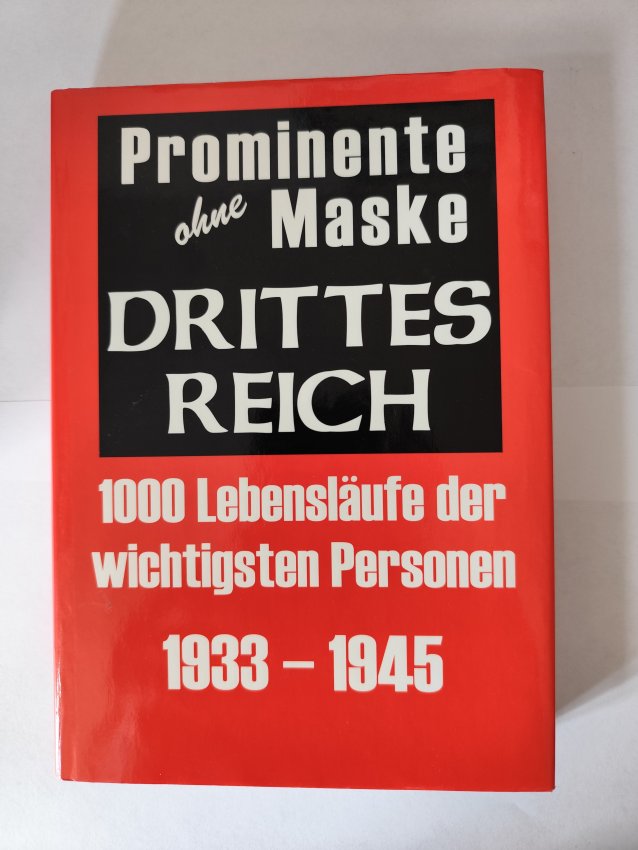 Prominente
ohne Maske
DRITTES
REICH
1000 Lebensläufe der
wichtigsten Personen
1933 – 1945